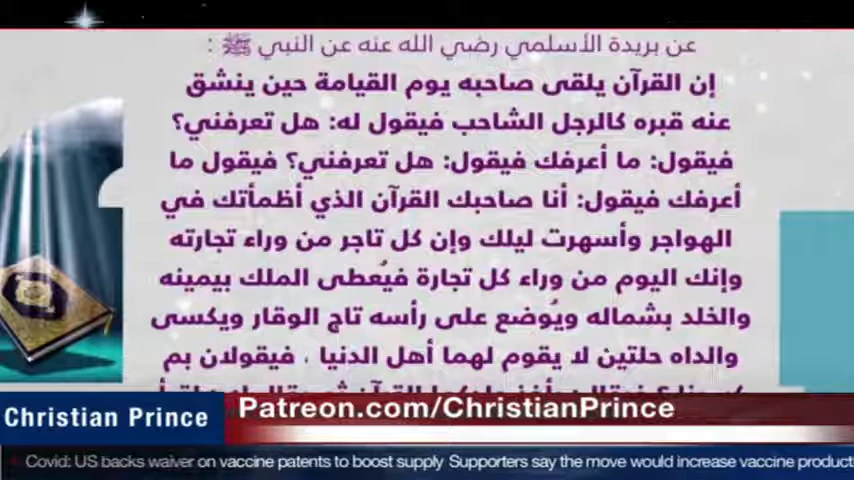 عن بريدة الأسلمي رضي الله عنه عن النبي ﷺ :
إن القرآن يلقى صاحبه يوم القيامة حين ينشق
عنه قبره كالرجل الشاحب فيقول له: هل تعرفني؟
فيقول: ما أعرفك فيقول: هل تعرفني؟ فيقول ما
أعرفك فيقول: أنا صاحبك القرآن الذي أظمأتك في
الهواجر وأسهرت ليلك وإن كل تاجر من وراء تجارته
وإنك اليوم من وراء كل تجارة فيُعطى الملك بيمينه
والخلد بشماله ويُوضع على رأسه تاج الوقار ويكسى
والداه حلتين لا يقوم لهما أهل الدنيا ، فيقولان بم
Christian Prince
Patreon.com/ChristianPrince
Covid: US backs waiver on vaccine patents to boost supply Supporters say the move would increase vaccine product